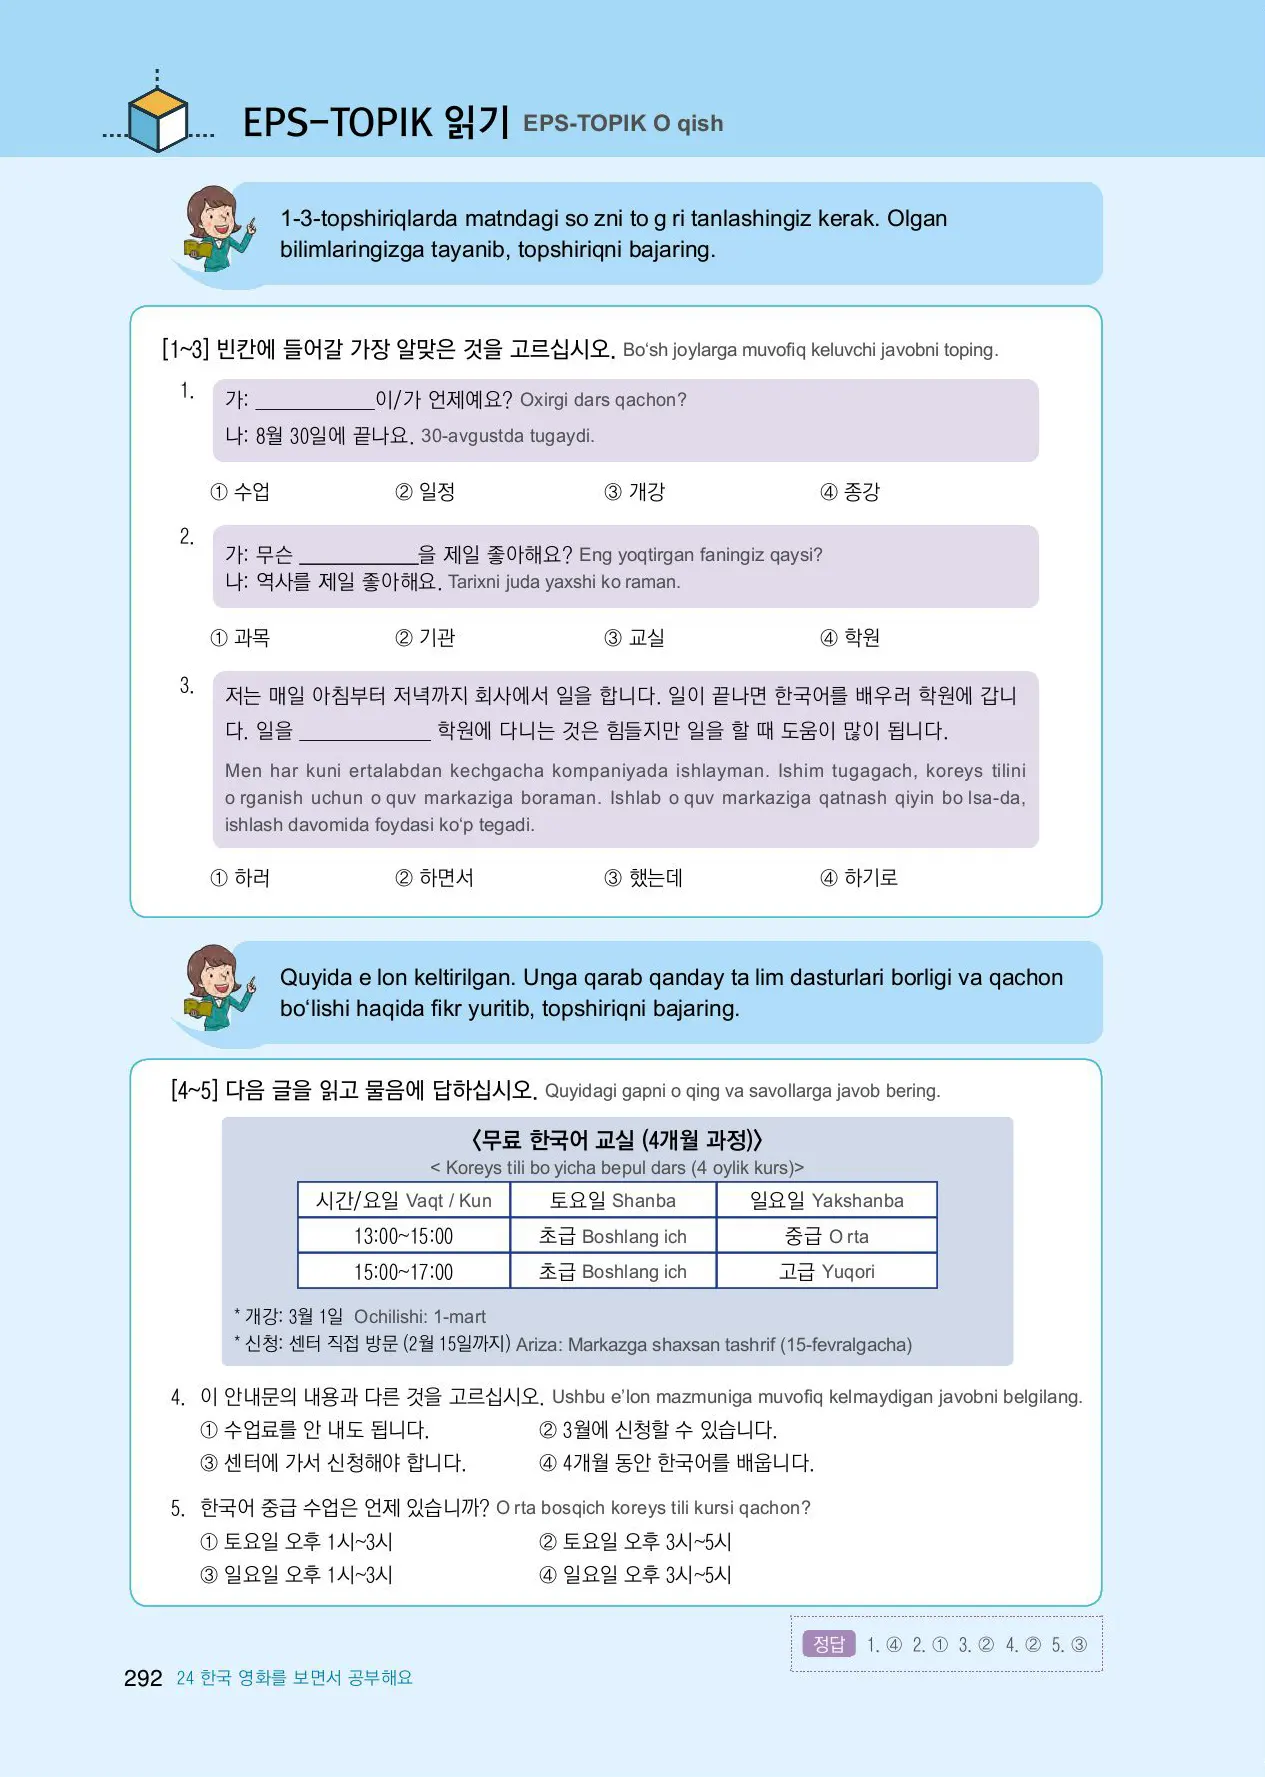 EPS-TOPIK 읽기 EPS-TOPIK O qish
1-3-topshiriqlarda matndagi so zni to g ri tanlashingiz kerak. Olgan
bilimlaringizga tayanib, topshiriqni bajaring.
[1~3] 빈칸에 들어갈 가장 알맞은 것을 고르십시오. Bo‘sh joylarga muvofiq keluvchi javobni toping.
1.
가: ____________이/가 언제예요? Oxirgi dars qachon?
나: 8월 30일에 끝나요. 30-avgustda tugaydi.
① 수업 ② 일정 ③ 개강 ④ 종강
2.
가: 무슨 ____________을 제일 좋아해요? Eng yoqtirgan faningiz qaysi?
나: 역사를 제일 좋아해요. Tarixni juda yaxshi ko raman.
① 과목 ② 기관 ③ 교실 ④ 학원
3.
저는 매일 아침부터 저녁까지 회사에서 일을 합니다. 일이 끝나면 한국어를 배우러 학원에 갑니
다. 일을 _____________ 학원에 다니는 것은 힘들지만 일을 할 때 도움이 많이 됩니다.
Men har kuni ertalabdan kechgacha kompaniyada ishlayman. Ishim tugagach, koreys tilini
o rganish uchun o quv markaziga boraman. Ishlab o quv markaziga qatnash qiyin bo lsa-da,
ishlash davomida foydasi ko‘p tegadi.
① 하러 ② 하면서 ③ 했는데 ④ 하기로
Quyida e lon keltirilgan. Unga qarab qanday ta lim dasturlari borligi va qachon
bo‘lishi haqida fikr yuritib, topshiriqni bajaring.
[4~5] 다음 글을 읽고 물음에 답하십시오. Quyidagi gapni o qing va savollarga javob bering.
〈무료 한국어 교실 (4개월 과정)〉
< Koreys tili bo yicha bepul dars (4 oylik kurs)>
시간/요일 Vaqt / Kun 토요일 Shanba 일요일 Yakshanba
13:00~15:00 초급 Boshlang ich 중급 O rta
15:00~17:00 초급 Boshlang ich 고급 Yuqori
* 개강: 3월 1일 Ochilishi: 1-mart
* 신청: 센터 직접 방문 (2월 15일까지) Ariza: Markazga shaxsan tashrif (15-fevralgacha)
4. 이 안내문의 내용과 다른 것을 고르십시오. Ushbu e’lon mazmuniga muvofiq kelmaydigan javobni belgilang.
① 수업료를 안 내도 됩니다. ② 3월에 신청할 수 있습니다.
③ 센터에 가서 신청해야 합니다. ④ 4개월 동안 한국어를 배웁니다.
5. 한국어 중급 수업은 언제 있습니까? O rta bosqich koreys tili kursi qachon?
① 토요일 오후 1시~3시 ② 토요일 오후 3시~5시
③ 일요일 오후 1시~3시 ④ 일요일 오후 3시~5시
정답 1. ④ 2. ① 3. ② 4. ② 5. ③
292 24 한국 영화를 보면서 공부해요